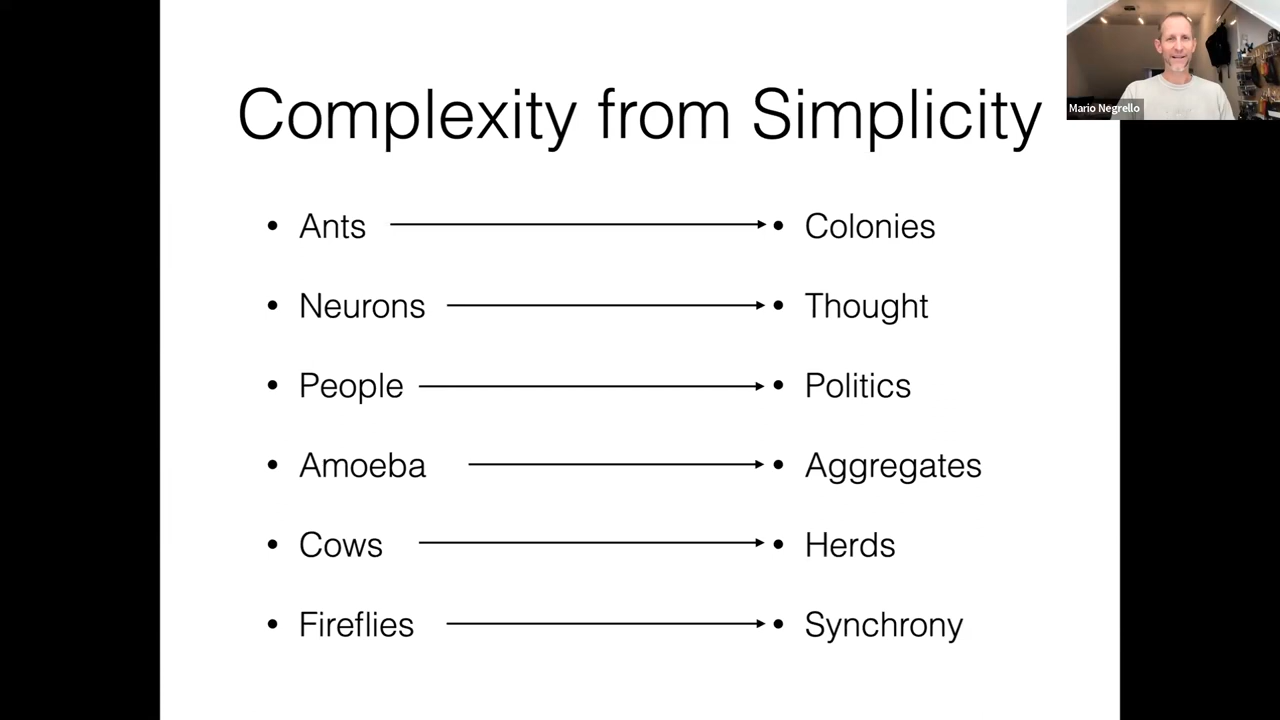 Mario Negrello
Complexity from Simplicity
• Ants • Colonies
• Neurons • Thought
• People • Politics
• Amoeba • Aggregates
• Cows • Herds
• Fireflies • Synchrony